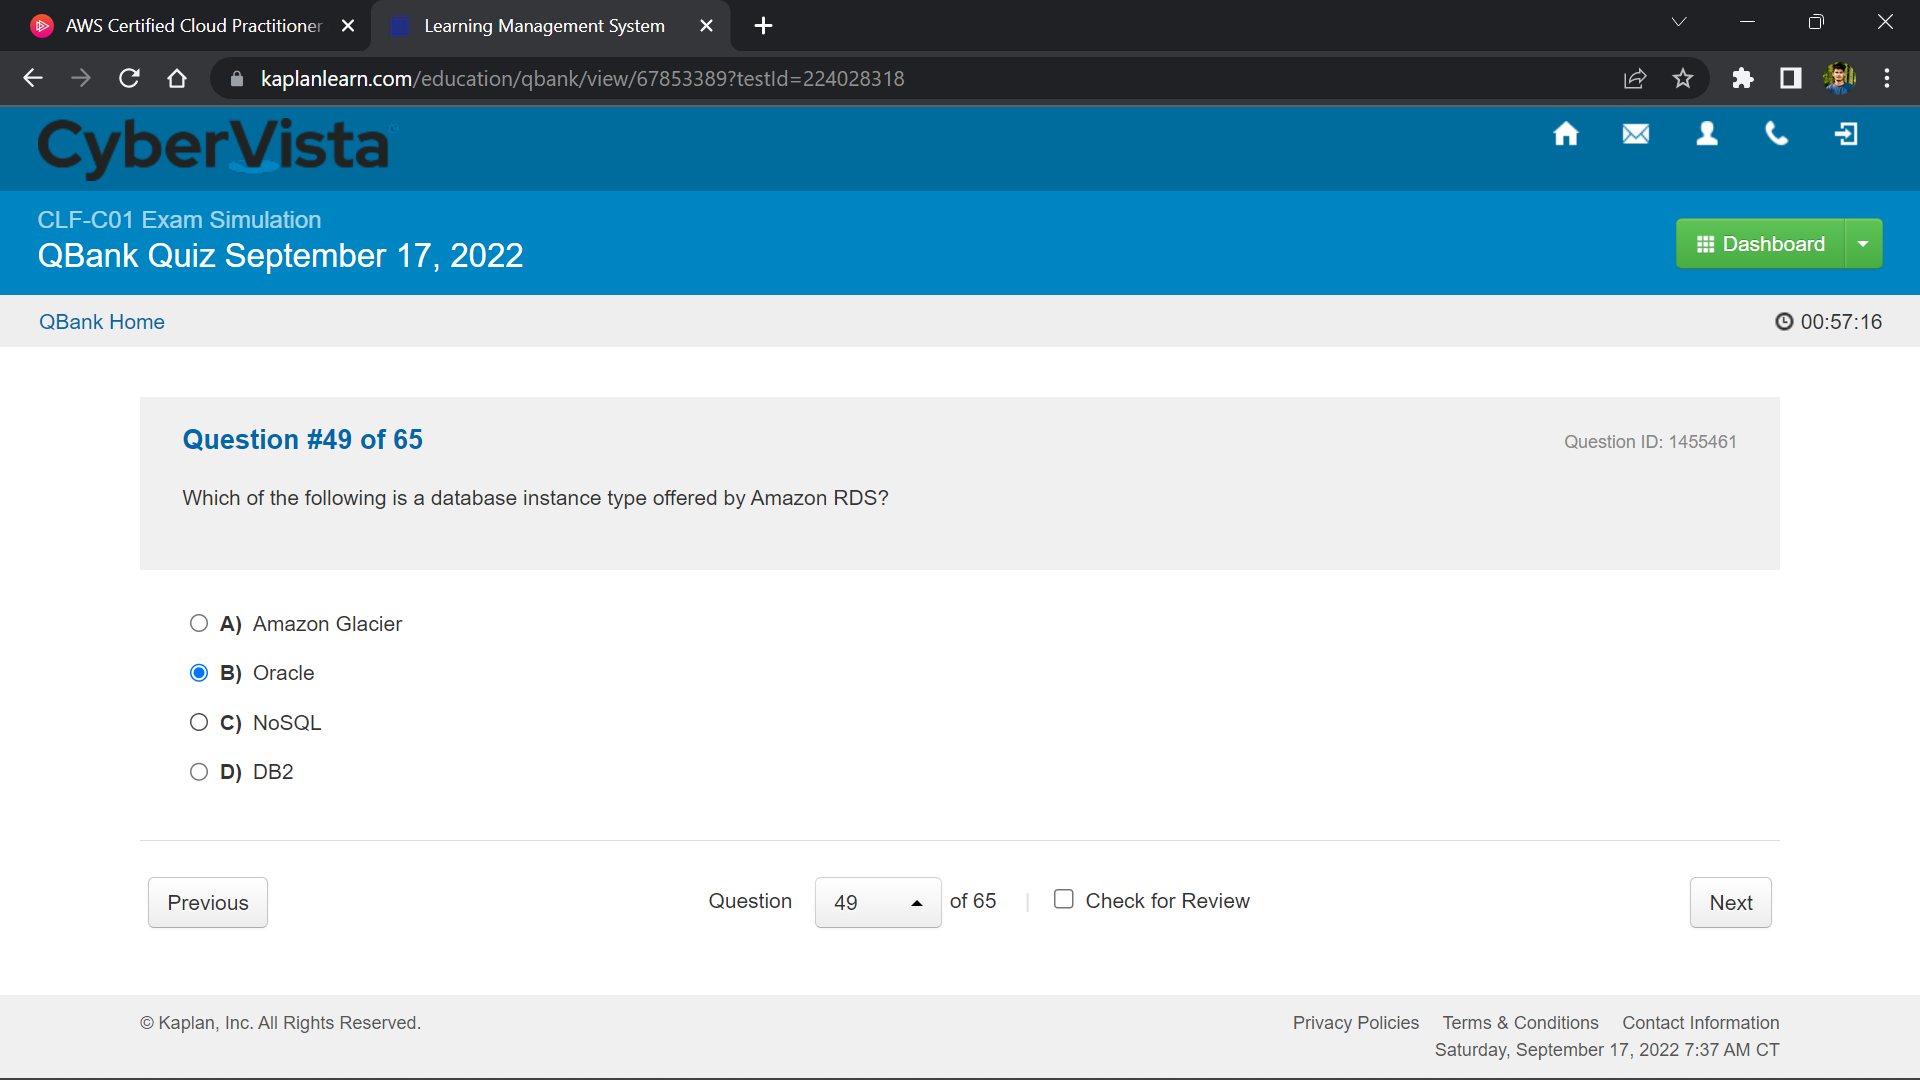 AWS Certified Cloud Practitioner
Learning Management System
kaplanlearn.com/education/qbank/view/67853389?testId=224028318
CyberVista
CLF-C01 Exam Simulation
QBank Quiz September 17, 2022
Dashboard
QBank Home
00:57:16
Question #49 of 65
Question ID: 1455461
Which of the following is a database instance type offered by Amazon RDS?
A) Amazon Glacier
B) Oracle
C) NoSQL
D) DB2
Previous
Question 49 of 65 | Check for Review
Next
© Kaplan, Inc. All Rights Reserved.
Privacy Policies Terms & Conditions Contact Information
Saturday, September 17, 2022 7:37 AM CT